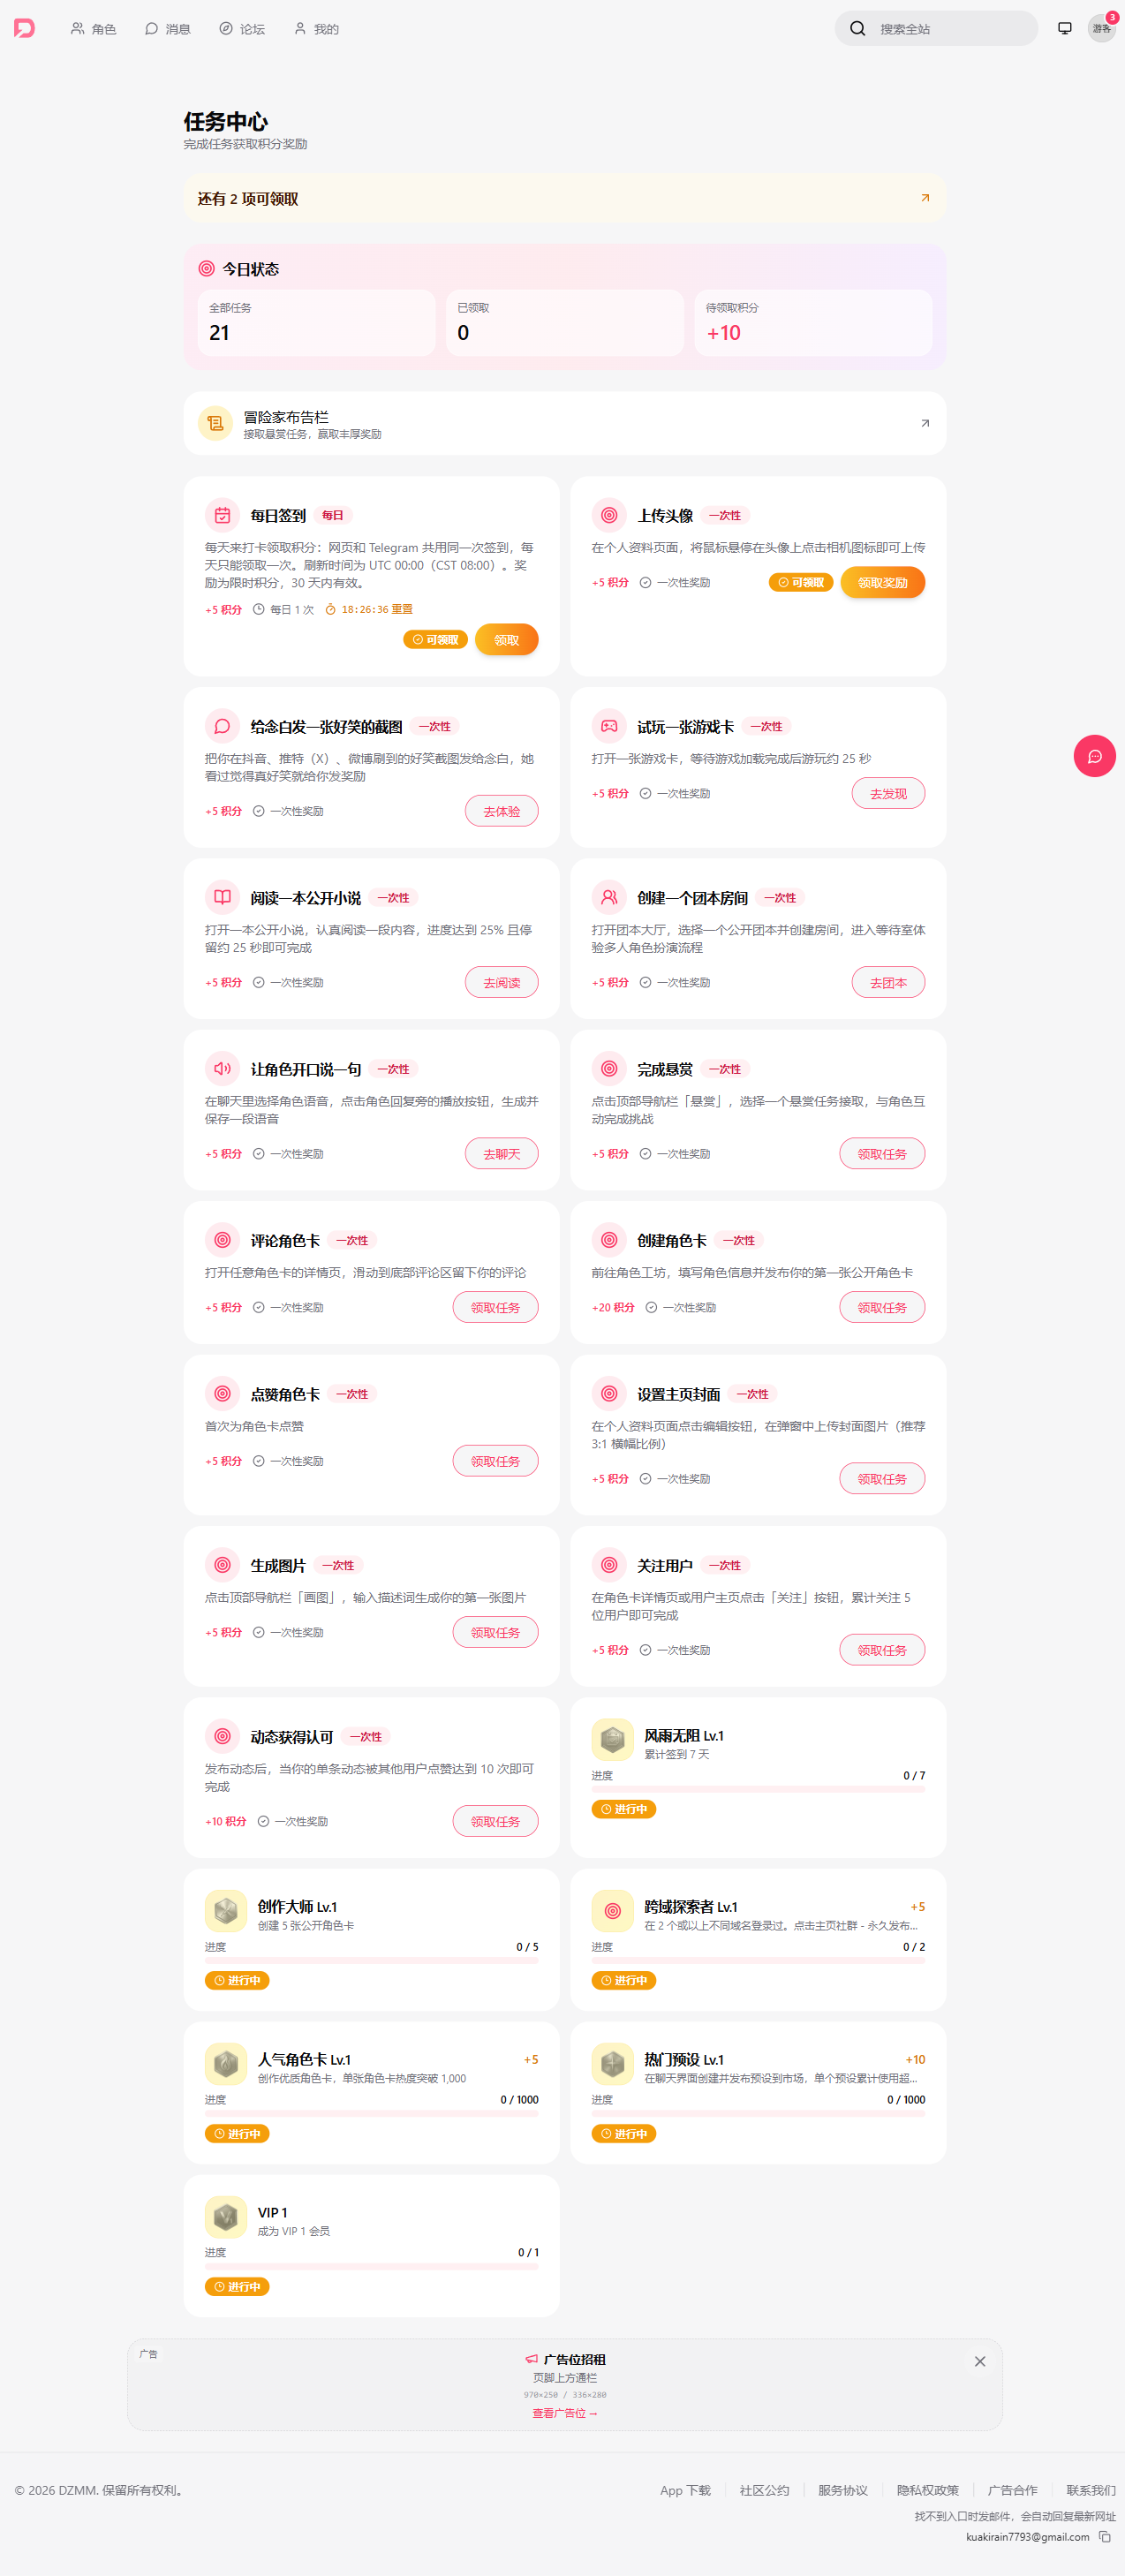 角色
消息
论坛
我的
搜索全站
游客
3
任务中心
完成任务获取积分奖励
还有 2 项可领取
今日状态
全部任务
21
已领取
0
待领取积分
+10
冒险家布告栏
接取悬赏任务，赢取丰厚奖励
每日签到 每日
每天来打卡领取积分：网页和 Telegram 共用同一次签到，每
天只能领取一次。刷新时间为 UTC 00:00（CST 08:00）。奖
励为限时积分，30 天内有效。
+5 积分 每日 1 次 18:26:36 重置
可领取 领取
上传头像 一次性
在个人资料页面，将鼠标悬停在头像上点击相机图标即可上传
+5 积分 一次性奖励 可领取 领取奖励
给念白发一张好笑的截图 一次性
把你在抖音、推特（X）、微博刷到的好笑截图发给念白，她
看过觉得真好笑就给你发奖励
+5 积分 一次性奖励 去体验
试玩一张游戏卡 一次性
打开一张游戏卡，等待游戏加载完成后游玩约 25 秒
+5 积分 一次性奖励 去发现
阅读一本公开小说 一次性
打开一本公开小说，认真阅读一段内容，进度达到 25% 且停
留约 25 秒即可完成
+5 积分 一次性奖励 去阅读
创建一个团本房间 一次性
打开团本大厅，选择一个公开团本并创建房间，进入等待室体
验多人角色扮演流程
+5 积分 一次性奖励 去团本
让角色开口说一句 一次性
在聊天里选择角色语音，点击角色回复旁的播放按钮，生成并
保存一段语音
+5 积分 一次性奖励 去聊天
完成悬赏 一次性
点击顶部导航栏「悬赏」，选择一个悬赏任务接取，与角色互
动完成挑战
+5 积分 一次性奖励 领取任务
评论角色卡 一次性
打开任意角色卡的详情页，滑动到底部评论区留下你的评论
+5 积分 一次性奖励 领取任务
创建角色卡 一次性
前往角色工坊，填写角色信息并发布你的第一张公开角色卡
+20 积分 一次性奖励 领取任务
点赞角色卡 一次性
首次为角色卡点赞
+5 积分 一次性奖励 领取任务
设置主页封面 一次性
在个人资料页面点击编辑按钮，在弹窗中上传封面图片（推荐
3:1 横幅比例）
+5 积分 一次性奖励 领取任务
生成图片 一次性
点击顶部导航栏「画图」，输入描述词生成你的第一张图片
+5 积分 一次性奖励 领取任务
关注用户 一次性
在角色卡详情页或用户主页点击「关注」按钮，累计关注 5
位用户即可完成
+5 积分 一次性奖励 领取任务
动态获得认可 一次性
发布动态后，当你的单条动态被其他用户点赞达到 10 次即可
完成
+10 积分 一次性奖励 领取任务
风雨无阻 Lv.1
累计签到 7 天
进度 0 / 7
进行中
创作大师 Lv.1
创建 5 张公开角色卡
进度 0 / 5
进行中
跨域探索者 Lv.1 +5
在 2 个或以上不同域名登录过。点击主页社群 - 永久发布...
进度 0 / 2
进行中
人气角色卡 Lv.1 +5
创作优质角色卡，单张角色卡热度突破 1,000
进度 0 / 1000
进行中
热门预设 Lv.1 +10
在聊天界面创建并发布预设到市场，单个预设累计使用超...
进度 0 / 1000
进行中
VIP 1
成为 VIP 1 会员
进度 0 / 1
进行中
广告
广告位招租
页脚上方通栏
970×250 / 336×280
查看广告位 →
© 2026 DZMM. 保留所有权利。
App 下载 社区公约 服务协议 隐私权政策 广告合作 联系我们
找不到入口时发邮件，会自动回复最新网址
kuakirain7793@gmail.com